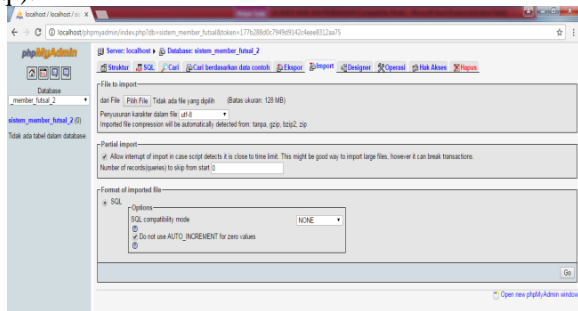 localhost / localhost / sis
localhost/phpmyadmin/index.php?db=sistem_member_futsal&token=
phpMyAdmin
Server: localhost Database: sistem_member_futsal_2
Struktur SQL Cari Cari berdasarkan data contoh Ekspor Import Designer Operasi Hak Akses Hapus
Database
_member_futsal_2
sistem_member_futsal_2 (0)
Tidak ada tabel dalam database.
File to import
dari File Pilih File Tidak ada file yang dipilih (Batas ukuran: 128 MB)
Penyusunan karakter dalam file utf-8
Imported file compression will be automatically detected from: tanpa, gzip, bzip2, zip
Partial import
Allow interrupt of import in case script detects it is close to time limit. This might be good way to import large files, however it can break transactions.
Number of records(queries) to skip from start 0
Format of imported file
SQL
Options
SQL compatibility mode NONE
Do not use AUTO_INCREMENT for zero values
Go
Open new phpMyAdmin window